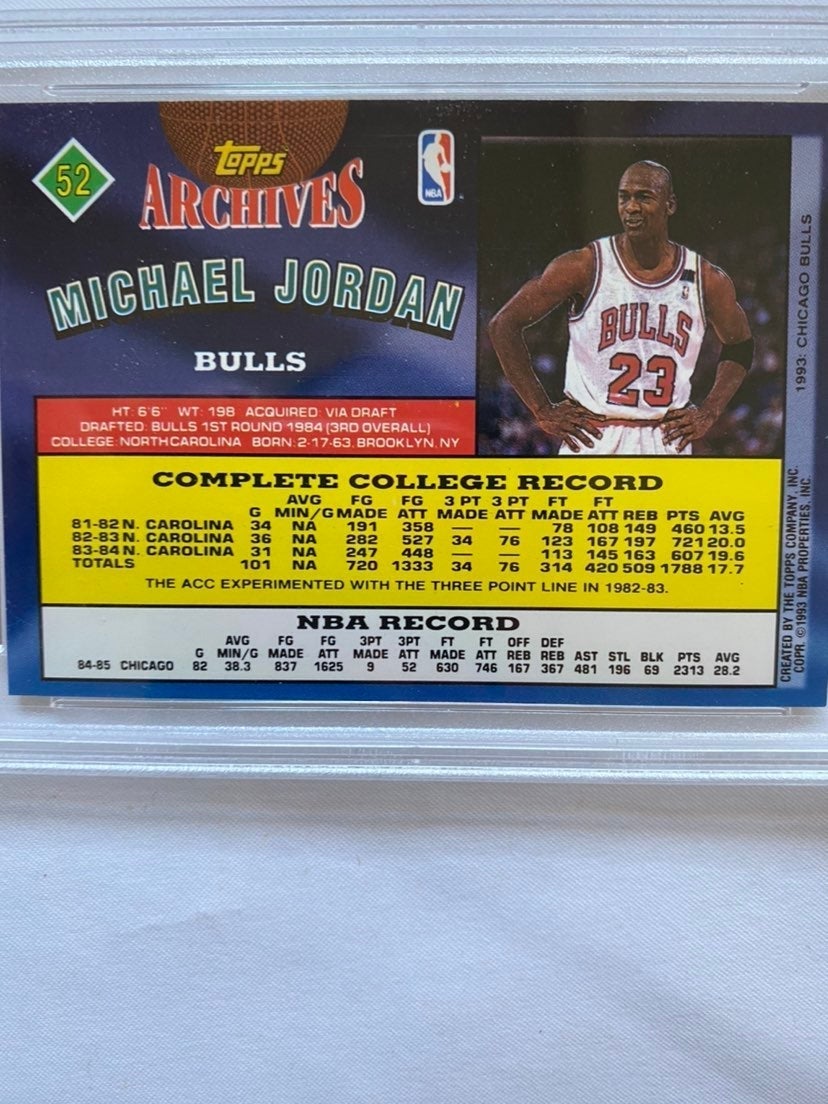 52
topps
ARCHIVES
NBA
MICHAEL JORDAN
BULLS
HT: 6'6" WT: 198 ACQUIRED: VIA DRAFT
DRAFTED: BULLS 1ST ROUND 1984 (3RD OVERALL)
COLLEGE: NORTH CAROLINA BORN: 2-17-63, BROOKLYN, NY
BULLS
23
1993: CHICAGO BULLS
COMPLETE COLLEGE RECORD
AVG FG FG 3 PT 3 PT FT FT
G MIN/G MADE ATT MADE ATT MADE ATT REB PTS AVG
81-82 N. CAROLINA 34 NA 191 358 — — 78 108 149 460 13.5
82-83 N. CAROLINA 36 NA 282 527 34 76 123 167 197 721 20.0
83-84 N. CAROLINA 31 NA 247 448 — — 113 145 163 607 19.6
TOTALS 101 NA 720 1333 34 76 314 420 509 1788 17.7
THE ACC EXPERIMENTED WITH THE THREE POINT LINE IN 1982-83.
NBA RECORD
AVG FG FG 3PT 3PT FT FT OFF DEF
G MIN/G MADE ATT MADE ATT MADE ATT REB REB AST STL BLK PTS AVG
84-85 CHICAGO 82 38.3 837 1625 9 52 630 746 167 367 481 196 69 2313 28.2
CREATED BY THE TOPPS COMPANY, INC.
COPR. © 1993 NBA PROPERTIES, INC.